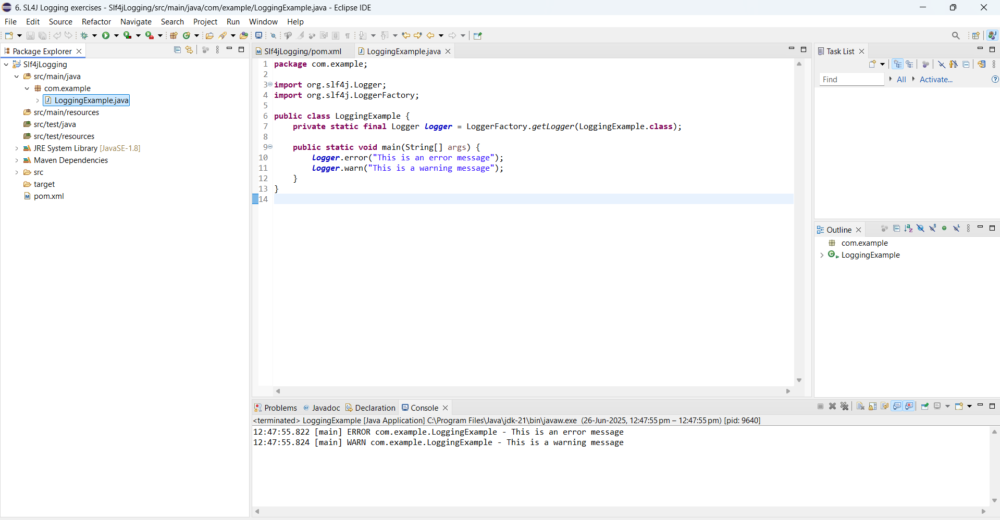 6. SL4J Logging exercises - Slf4jLogging/src/main/java/com/example/LoggingExample.java - Eclipse IDE
File Edit Source Refactor Navigate Search Project Run Window Help
Package Explorer
Slf4jLogging
src/main/java
com.example
LoggingExample.java
src/main/resources
src/test/java
src/test/resources
JRE System Library [JavaSE-1.8]
Maven Dependencies
src
target
pom.xml
Slf4jLogging/pom.xml LoggingExample.java
1 package com.example;
2
3 import org.slf4j.Logger;
4 import org.slf4j.LoggerFactory;
5
6 public class LoggingExample {
7 private static final Logger logger = LoggerFactory.getLogger(LoggingExample.class);
8
9 public static void main(String[] args) {
10 logger.error("This is an error message");
11 logger.warn("This is a warning message");
12 }
13 }
14
Task List
Find All Activate...
Outline
com.example
LoggingExample
Problems Javadoc Declaration Console
<terminated> LoggingExample [Java Application] C:\Program Files\Java\jdk-21\bin\javaw.exe (26-Jun-2025, 12:47:55 pm – 12:47:55 pm) [pid: 9640]
12:47:55.822 [main] ERROR com.example.LoggingExample - This is an error message
12:47:55.824 [main] WARN com.example.LoggingExample - This is a warning message